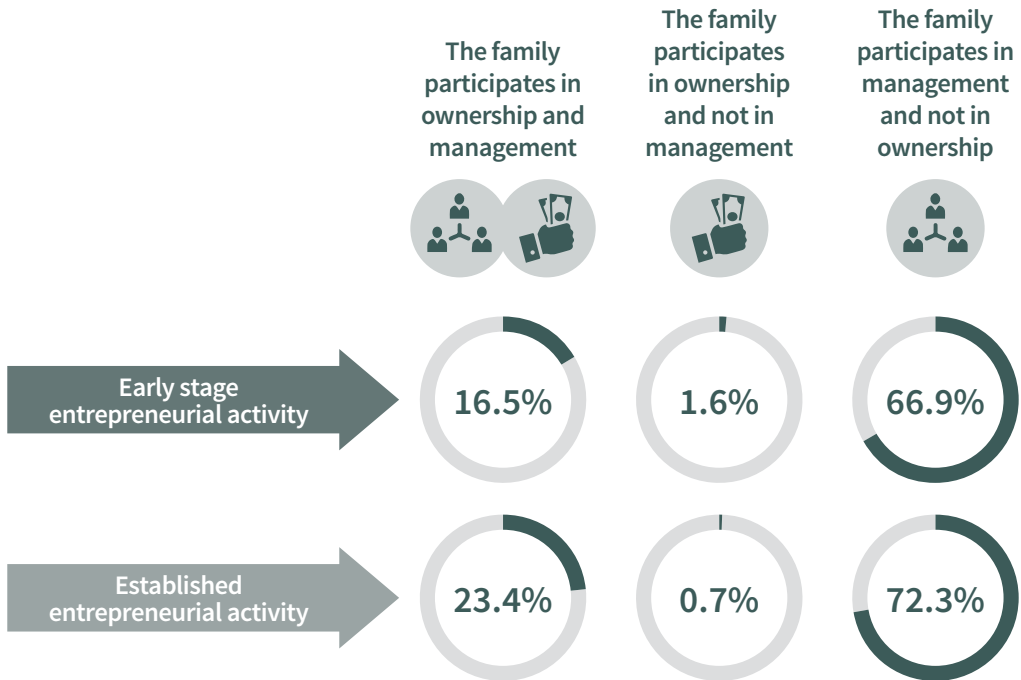 The family
participates in
ownership and
management
The family
participates
in ownership
and not in
management
The family
participates in
management
and not in
ownership
Early stage
entrepreneurial activity
16.5%
1.6%
66.9%
Established
entrepreneurial activity
23.4%
0.7%
72.3%